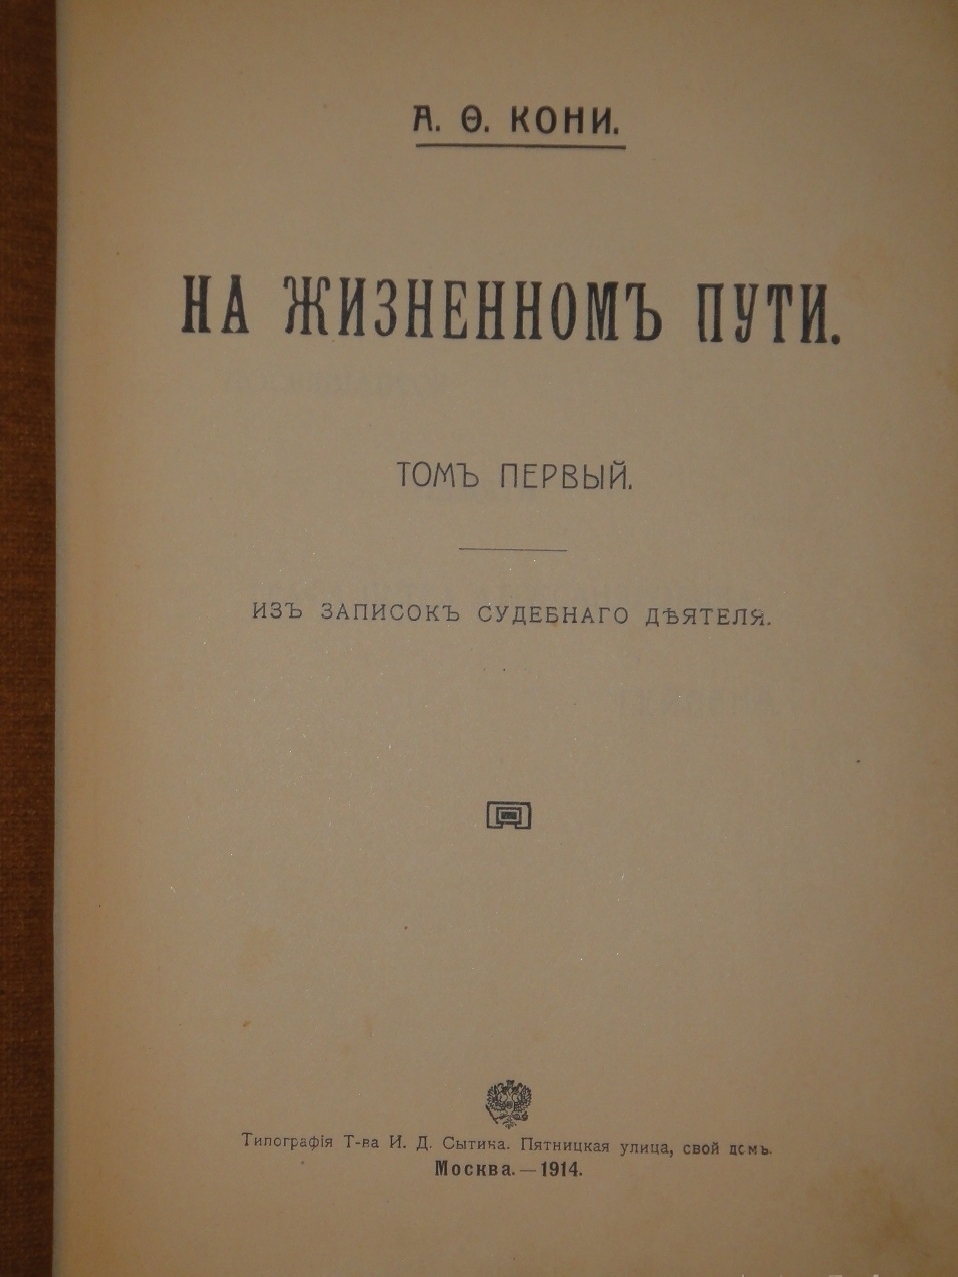 А. Ѳ. КОНИ.
НА ЖИЗНЕННОМЪ ПУТИ.
ТОМЪ ПЕРВЫЙ.
ИЗЪ ЗАПИСОКЪ СУДЕБНАГО ДѢЯТЕЛЯ.
Типографія Т-ва И. Д. Сытина. Пятницкая улица, свой домъ.
Москва.—1914.